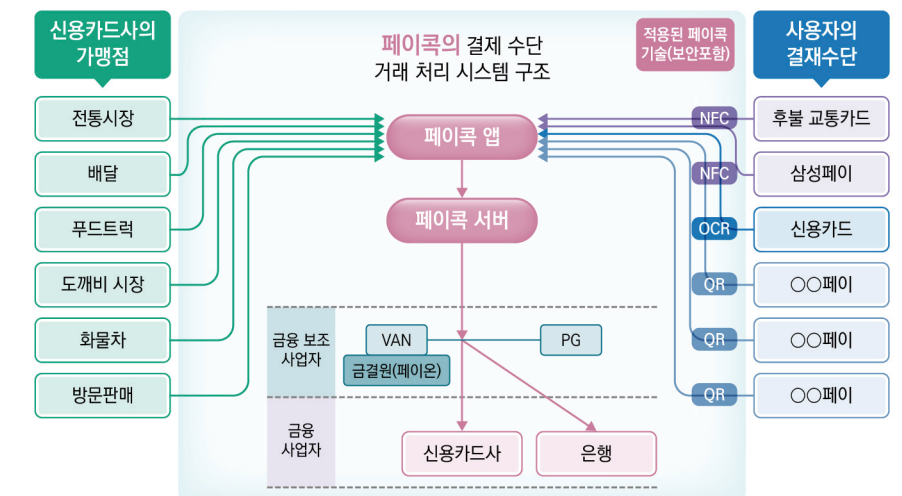 신용카드사의
가맹점
전통시장
배달
푸드트럭
도깨비 시장
화물차
방문판매
페이콕의 결제 수단
거래 처리 시스템 구조
적용된 페이콕
기술(보안포함)
페이콕 앱
페이콕 서버
금융 보조
사업자
VAN
PG
금결원(페이온)
금융
사업자
신용카드사
은행
사용자의
결재수단
NFC
후불 교통카드
NFC
삼성페이
OCR
신용카드
QR
○○페이
QR
○○페이
QR
○○페이